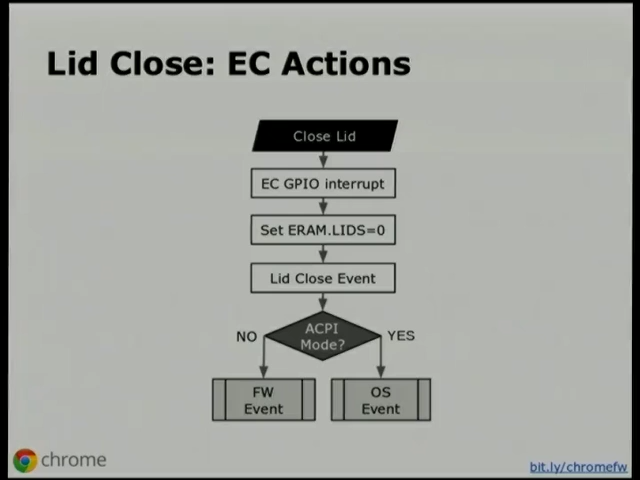 Lid Close: EC Actions
Close Lid
EC GPIO interrupt
Set ERAM.LIDS=0
Lid Close Event
ACPI
Mode?
NO
YES
FW
Event
OS
Event
chrome
bit.ly/chromefw